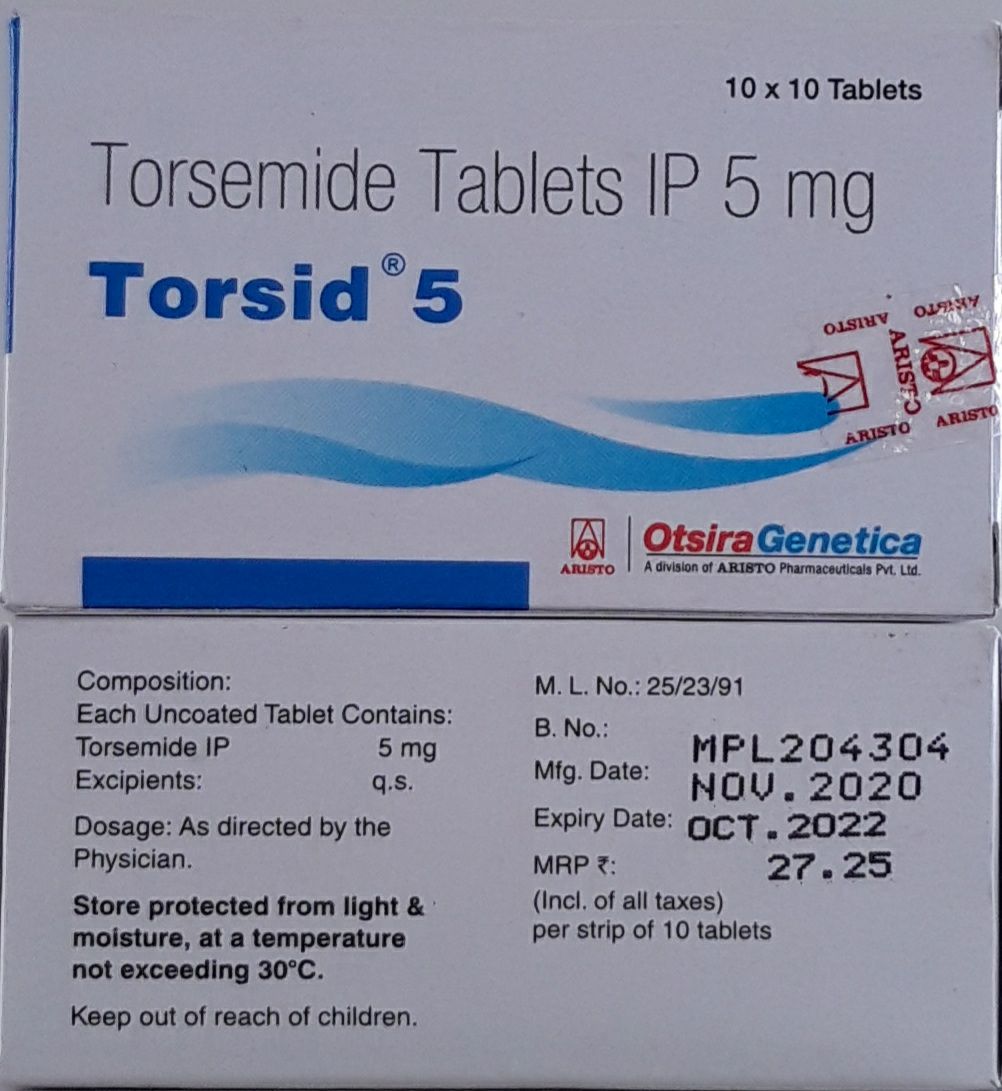 10 x 10 Tablets
Torsemide Tablets IP 5 mg
Torsid® 5
ARISTO ARISTO
ARISTO
ARISTO ARISTO
ARISTO
OtsiraGenetica
A division of ARISTO Pharmaceuticals Pvt. Ltd.
Composition:
Each Uncoated Tablet Contains:
Torsemide IP 5 mg
Excipients: q.s.
Dosage: As directed by the
Physician.
Store protected from light &
moisture, at a temperature
not exceeding 30°C.
Keep out of reach of children.
M. L. No.: 25/23/91
B. No.: MPL204304
Mfg. Date: NOV.2020
Expiry Date: OCT.2022
MRP ₹: 27.25
(Incl. of all taxes)
per strip of 10 tablets